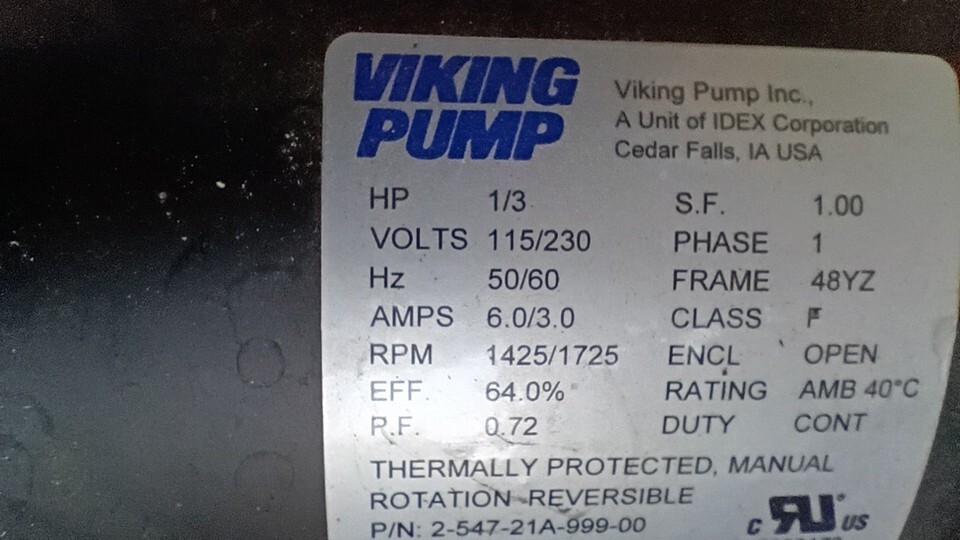 VIKING PUMP
Viking Pump Inc.,
A Unit of IDEX Corporation
Cedar Falls, IA USA
HP 1/3 S.F. 1.00
VOLTS 115/230 PHASE 1
Hz 50/60 FRAME 48YZ
AMPS 6.0/3.0 CLASS F
RPM 1425/1725 ENCL OPEN
EFF. 64.0% RATING AMB 40°C
P.F. 0.72 DUTY CONT
THERMALLY PROTECTED, MANUAL
ROTATION-REVERSIBLE
P/N: 2-547-21A-999-00
c RU US